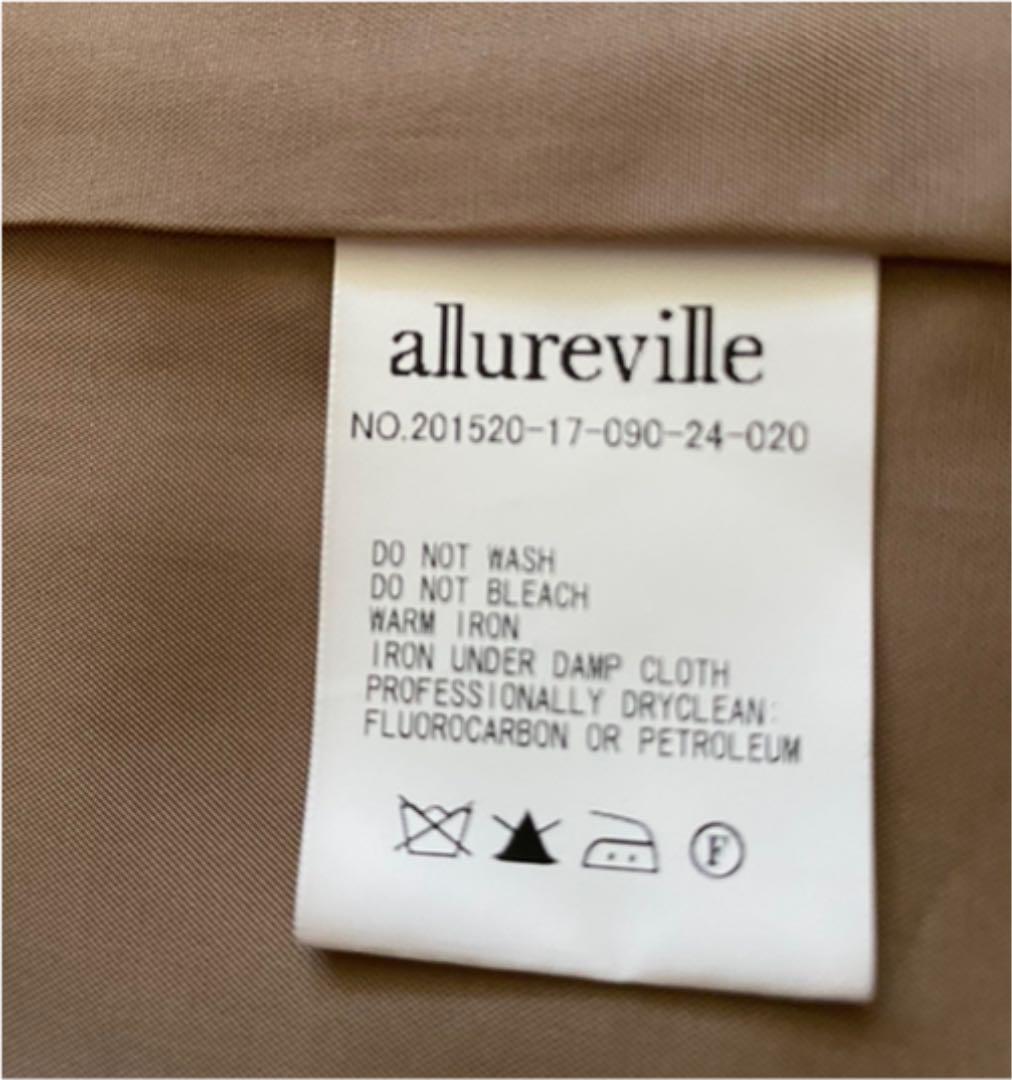 allureville
NO.201520-17-090-24-020
DO NOT WASH
DO NOT BLEACH
WARM IRON
IRON UNDER DAMP CLOTH
PROFESSIONALLY DRYCLEAN:
FLUOROCARBON OR PETROLEUM
F